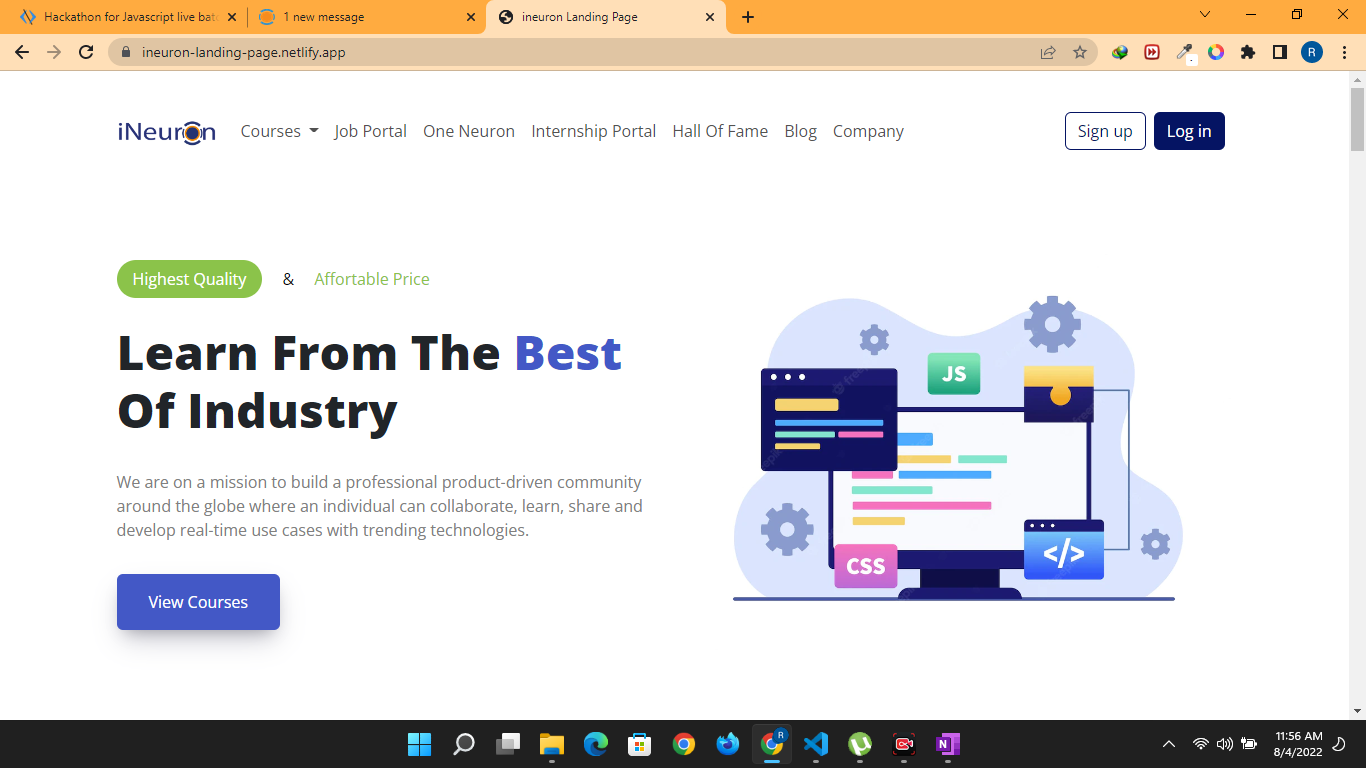 Hackathon for Javascript live batc
1 new message
ineuron Landing Page
ineuron-landing-page.netlify.app
R
iNeuron
Courses
Job Portal
One Neuron
Internship Portal
Hall Of Fame
Blog
Company
Sign up
Log in
Highest Quality
&
Affortable Price
Learn From The Best
Of Industry
We are on a mission to build a professional product-driven community
around the globe where an individual can collaborate, learn, share and
develop real-time use cases with trending technologies.
View Courses
JS
CSS
</>
R
N
11:56 AM
8/4/2022